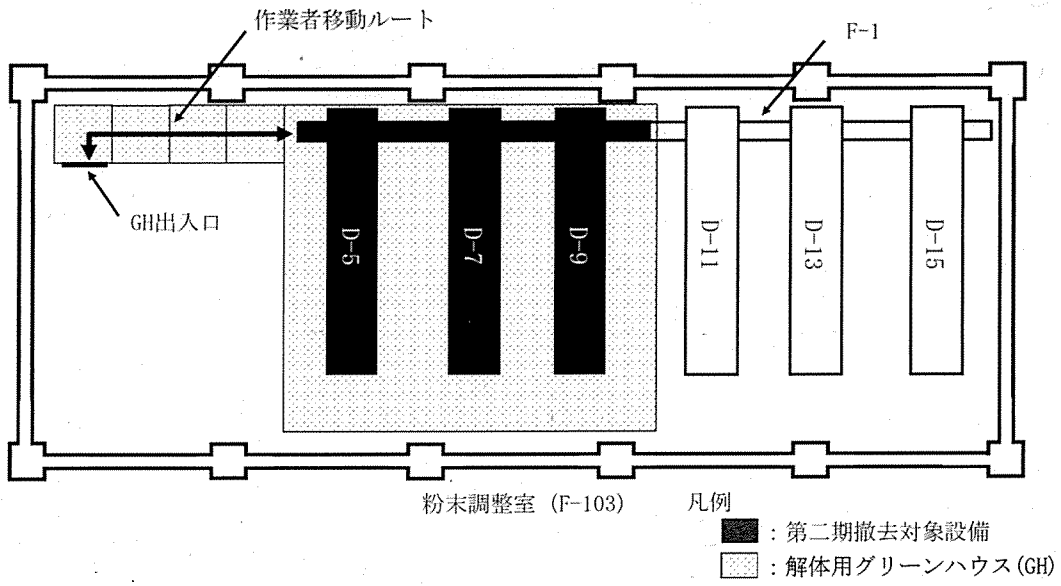 作業者移動ルート
F-1
GH出入口
D-5
D-7
D-9
D-11
D-13
D-15
粉末調整室 (F-103)
凡例
：第二期撤去対象設備
：解体用グリーンハウス(GH)